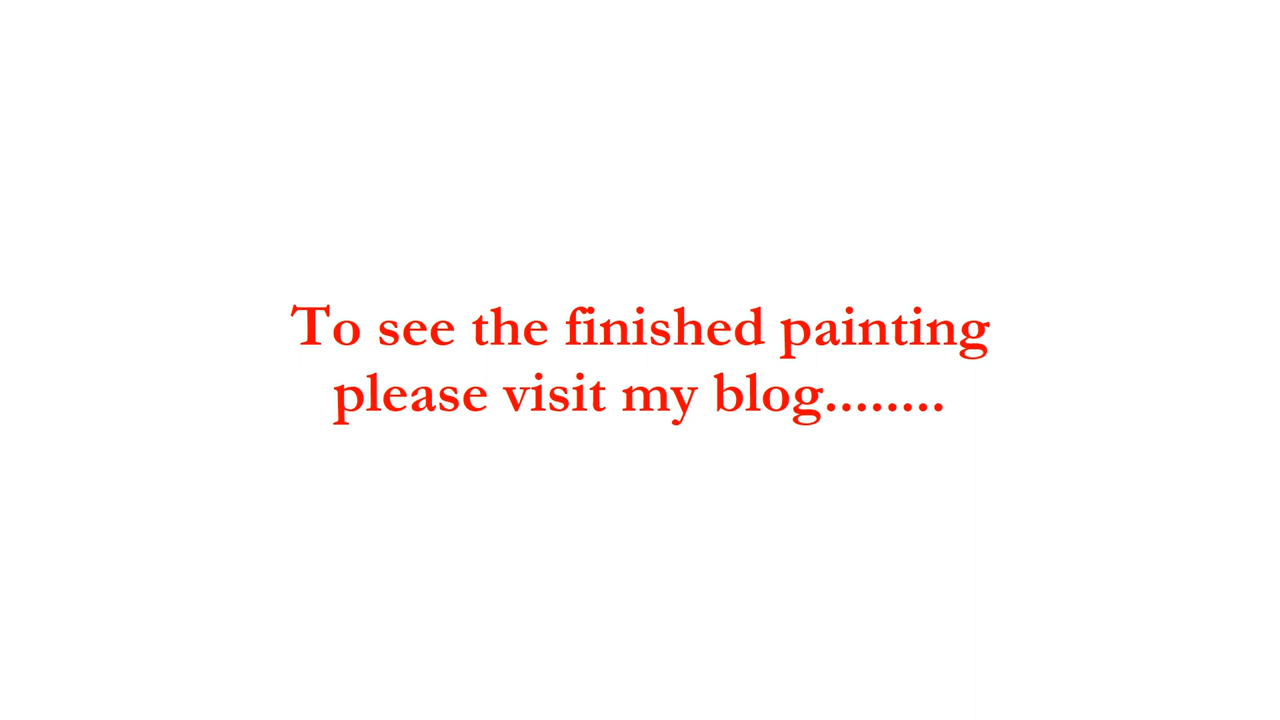 To see the finished painting
please visit my blog........